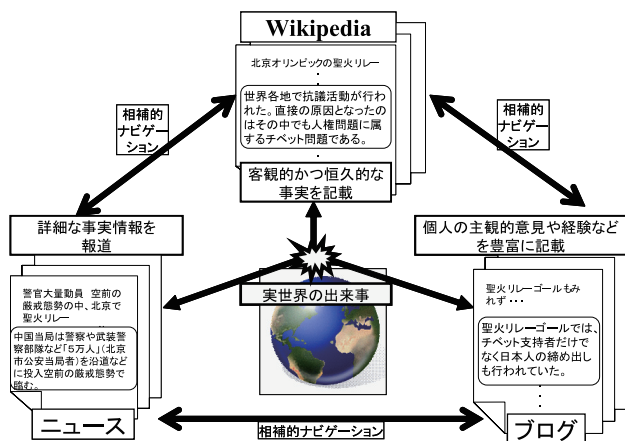 Wikipedia
北京オリンピックの聖火リレー
・
・
世界各地で抗議活動が行わ
れた。直接の原因となったの
はその中でも人権問題に属
するチベット問題である。
客観的かつ恒久的な
事実を記載
相補的
ナビゲー
ション
相補的
ナビゲー
ション
詳細な事実情報を
報道
警官大量動員 空前の
厳戒態勢の中、北京で
聖火リレー
中国当局は警察や武装警
察部隊など「5万人」(北京
市公安当局者)を沿道などに
投入空前の厳戒態勢で
臨む。
ニュース
実世界の出来事
個人の主観的意見や経験など
を豊富に記載
聖火リレーゴールもみ
れず・・・
・
・
聖火リレーゴールでは、
チベット支持者だけで
なく日本人の締め出し
も行われていた。
ブログ
相補的ナビゲーション